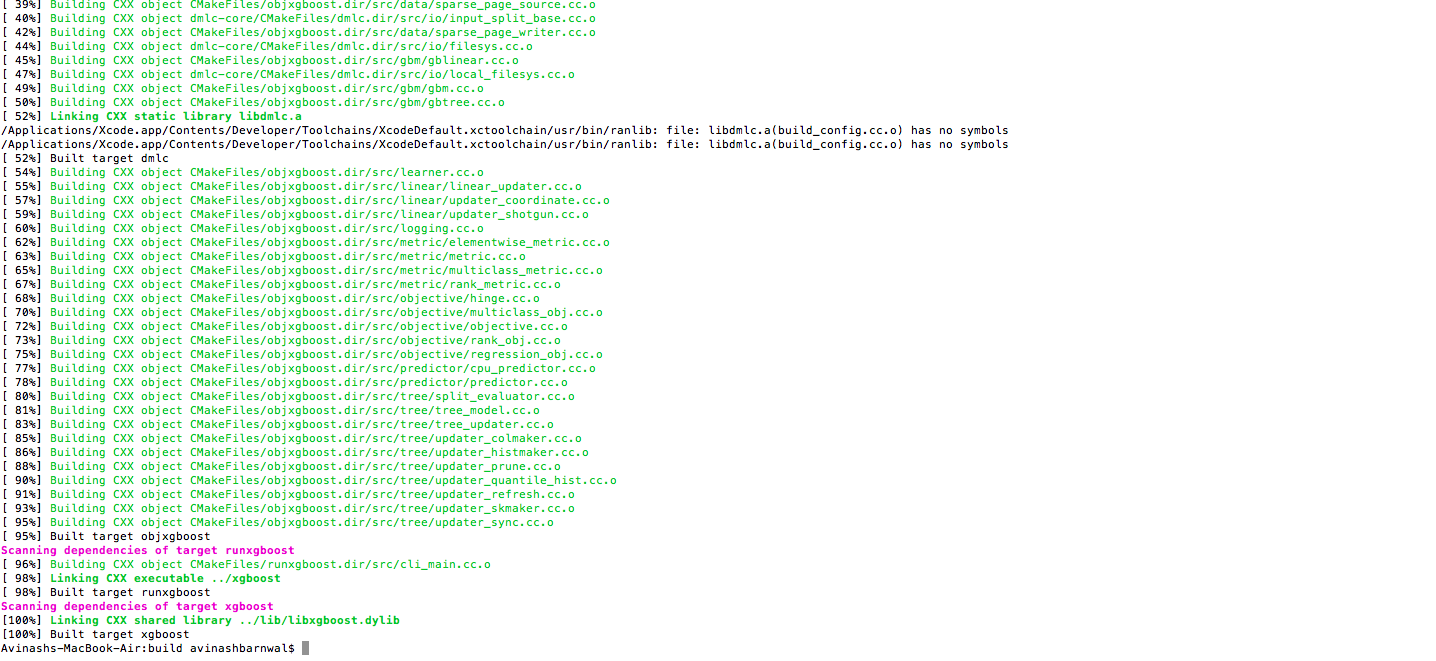 [ 39%] Building CXX object CMakeFiles/objxgboost.dir/src/data/sparse_page_source.cc.o
[ 40%] Building CXX object dmlc-core/CMakeFiles/dmlc.dir/src/io/input_split_base.cc.o
[ 42%] Building CXX object CMakeFiles/objxgboost.dir/src/data/sparse_page_writer.cc.o
[ 44%] Building CXX object dmlc-core/CMakeFiles/dmlc.dir/src/io/filesys.cc.o
[ 45%] Building CXX object CMakeFiles/objxgboost.dir/src/gbm/gblinear.cc.o
[ 47%] Building CXX object dmlc-core/CMakeFiles/dmlc.dir/src/io/local_filesys.cc.o
[ 49%] Building CXX object CMakeFiles/objxgboost.dir/src/gbm/gbm.cc.o
[ 50%] Building CXX object CMakeFiles/objxgboost.dir/src/gbm/gbtree.cc.o
[ 52%] Linking CXX static library libdmlc.a
/Applications/Xcode.app/Contents/Developer/Toolchains/XcodeDefault.xctoolchain/usr/bin/ranlib: file: libdmlc.a(build_config.cc.o) has no symbols
/Applications/Xcode.app/Contents/Developer/Toolchains/XcodeDefault.xctoolchain/usr/bin/ranlib: file: libdmlc.a(build_config.cc.o) has no symbols
[ 52%] Built target dmlc
[ 54%] Building CXX object CMakeFiles/objxgboost.dir/src/learner.cc.o
[ 55%] Building CXX object CMakeFiles/objxgboost.dir/src/linear/linear_updater.cc.o
[ 57%] Building CXX object CMakeFiles/objxgboost.dir/src/linear/updater_coordinate.cc.o
[ 59%] Building CXX object CMakeFiles/objxgboost.dir/src/linear/updater_shotgun.cc.o
[ 60%] Building CXX object CMakeFiles/objxgboost.dir/src/logging.cc.o
[ 62%] Building CXX object CMakeFiles/objxgboost.dir/src/metric/elementwise_metric.cc.o
[ 63%] Building CXX object CMakeFiles/objxgboost.dir/src/metric/metric.cc.o
[ 65%] Building CXX object CMakeFiles/objxgboost.dir/src/metric/multiclass_metric.cc.o
[ 67%] Building CXX object CMakeFiles/objxgboost.dir/src/metric/rank_metric.cc.o
[ 68%] Building CXX object CMakeFiles/objxgboost.dir/src/objective/hinge.cc.o
[ 70%] Building CXX object CMakeFiles/objxgboost.dir/src/objective/multiclass_obj.cc.o
[ 72%] Building CXX object CMakeFiles/objxgboost.dir/src/objective/objective.cc.o
[ 73%] Building CXX object CMakeFiles/objxgboost.dir/src/objective/rank_obj.cc.o
[ 75%] Building CXX object CMakeFiles/objxgboost.dir/src/objective/regression_obj.cc.o
[ 77%] Building CXX object CMakeFiles/objxgboost.dir/src/predictor/cpu_predictor.cc.o
[ 78%] Building CXX object CMakeFiles/objxgboost.dir/src/predictor/predictor.cc.o
[ 80%] Building CXX object CMakeFiles/objxgboost.dir/src/tree/split_evaluator.cc.o
[ 81%] Building CXX object CMakeFiles/objxgboost.dir/src/tree/tree_model.cc.o
[ 83%] Building CXX object CMakeFiles/objxgboost.dir/src/tree/tree_updater.cc.o
[ 85%] Building CXX object CMakeFiles/objxgboost.dir/src/tree/updater_colmaker.cc.o
[ 86%] Building CXX object CMakeFiles/objxgboost.dir/src/tree/updater_histmaker.cc.o
[ 88%] Building CXX object CMakeFiles/objxgboost.dir/src/tree/updater_prune.cc.o
[ 90%] Building CXX object CMakeFiles/objxgboost.dir/src/tree/updater_quantile_hist.cc.o
[ 91%] Building CXX object CMakeFiles/objxgboost.dir/src/tree/updater_refresh.cc.o
[ 93%] Building CXX object CMakeFiles/objxgboost.dir/src/tree/updater_skmaker.cc.o
[ 95%] Building CXX object CMakeFiles/objxgboost.dir/src/tree/updater_sync.cc.o
[ 95%] Built target objxgboost
Scanning dependencies of target runxgboost
[ 96%] Building CXX object CMakeFiles/runxgboost.dir/src/cli_main.cc.o
[ 98%] Linking CXX executable ../xgboost
[ 98%] Built target runxgboost
Scanning dependencies of target xgboost
[100%] Linking CXX shared library ../lib/libxgboost.dylib
[100%] Built target xgboost
Avinashs-MacBook-Air:build avinashbarnwal$